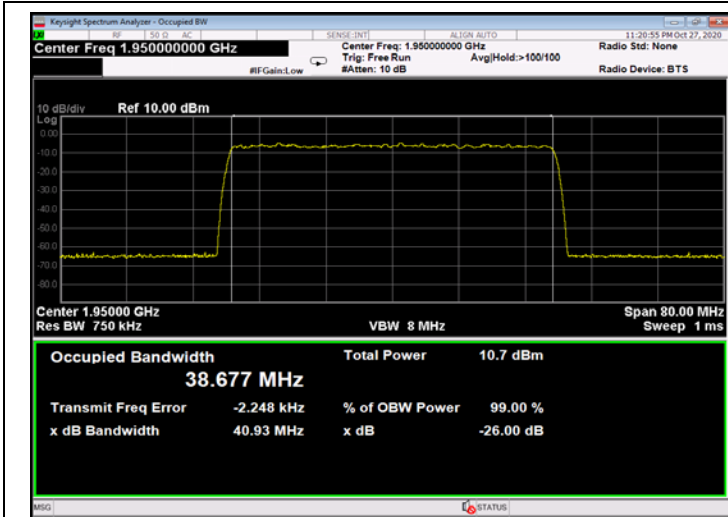 Keysight Spectrum Analyzer - Occupied BW
RF 50 Ω AC SENSE:INT ALIGN AUTO 11:20:55 PM Oct 27, 2020
Center Freq 1.950000000 GHz Center Freq: 1.950000000 GHz Radio Std: None
Trig: Free Run Avg|Hold:>100/100
#IFGain:Low #Atten: 10 dB Radio Device: BTS
10 dB/div Ref 10.00 dBm
Log
0.00
-10.0
-20.0
-30.0
-40.0
-50.0
-60.0
-70.0
-80.0
Center 1.95000 GHz Span 80.00 MHz
Res BW 750 kHz VBW 8 MHz Sweep 1 ms
Occupied Bandwidth Total Power 10.7 dBm
38.677 MHz
Transmit Freq Error -2.248 kHz % of OBW Power 99.00 %
x dB Bandwidth 40.93 MHz x dB -26.00 dB
MSG STATUS